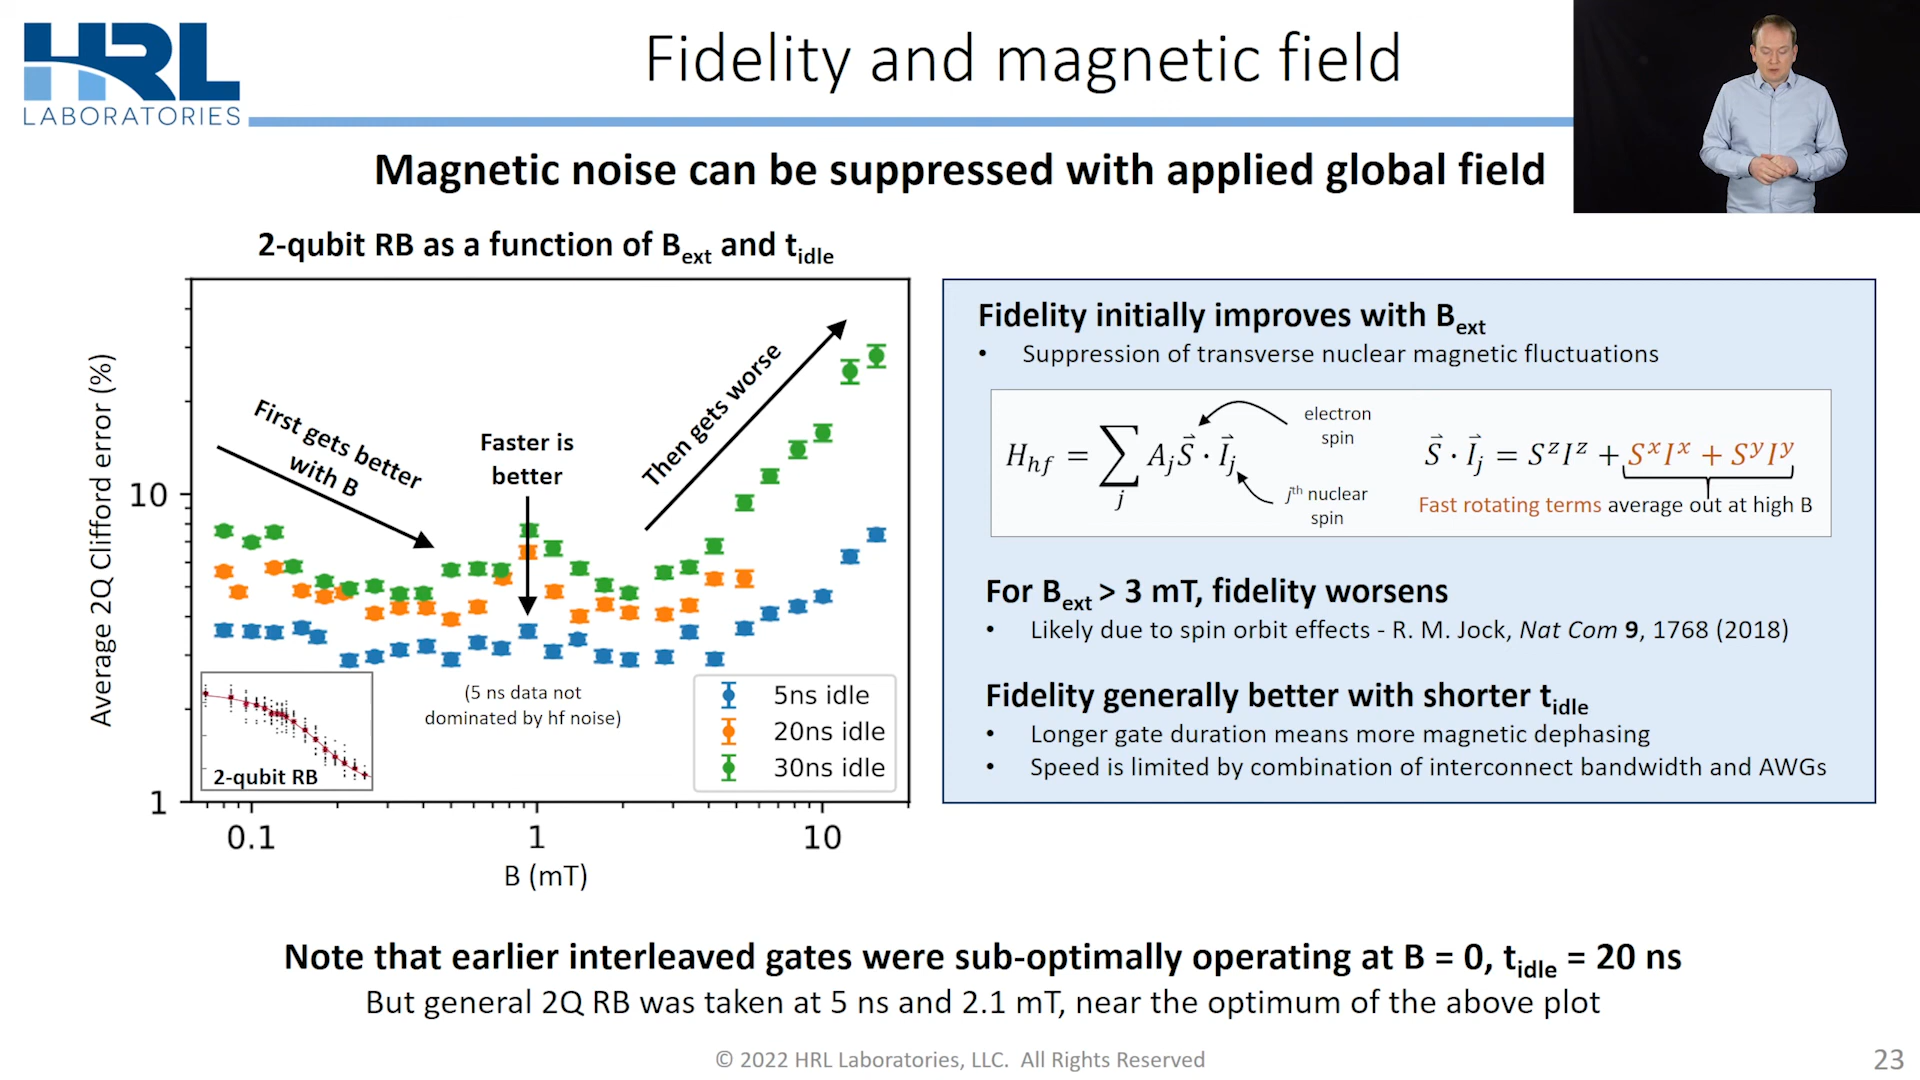 HRL
LABORATORIES
Fidelity and magnetic field
Magnetic noise can be suppressed with applied global field
2-qubit RB as a function of B_ext and t_idle
Average 2Q Clifford error (%)
10
1
First gets better
with B
Faster is
better
Then gets worse
(5 ns data not
dominated by hf noise)
2-qubit RB
5ns idle
20ns idle
30ns idle
0.1
1
10
B (mT)
Fidelity initially improves with B_ext
• Suppression of transverse nuclear magnetic fluctuations
H_hf = ∑_j A_j S⃗ · I⃗_j
electron
spin
jth nuclear
spin
S⃗ · I⃗_j = S^z I^z + S^x I^x + S^y I^y
Fast rotating terms average out at high B
For B_ext > 3 mT, fidelity worsens
• Likely due to spin orbit effects - R. M. Jock, Nat Com 9, 1768 (2018)
Fidelity generally better with shorter t_idle
• Longer gate duration means more magnetic dephasing
• Speed is limited by combination of interconnect bandwidth and AWGs
Note that earlier interleaved gates were sub-optimally operating at B = 0, t_idle = 20 ns
But general 2Q RB was taken at 5 ns and 2.1 mT, near the optimum of the above plot
© 2022 HRL Laboratories, LLC. All Rights Reserved
23